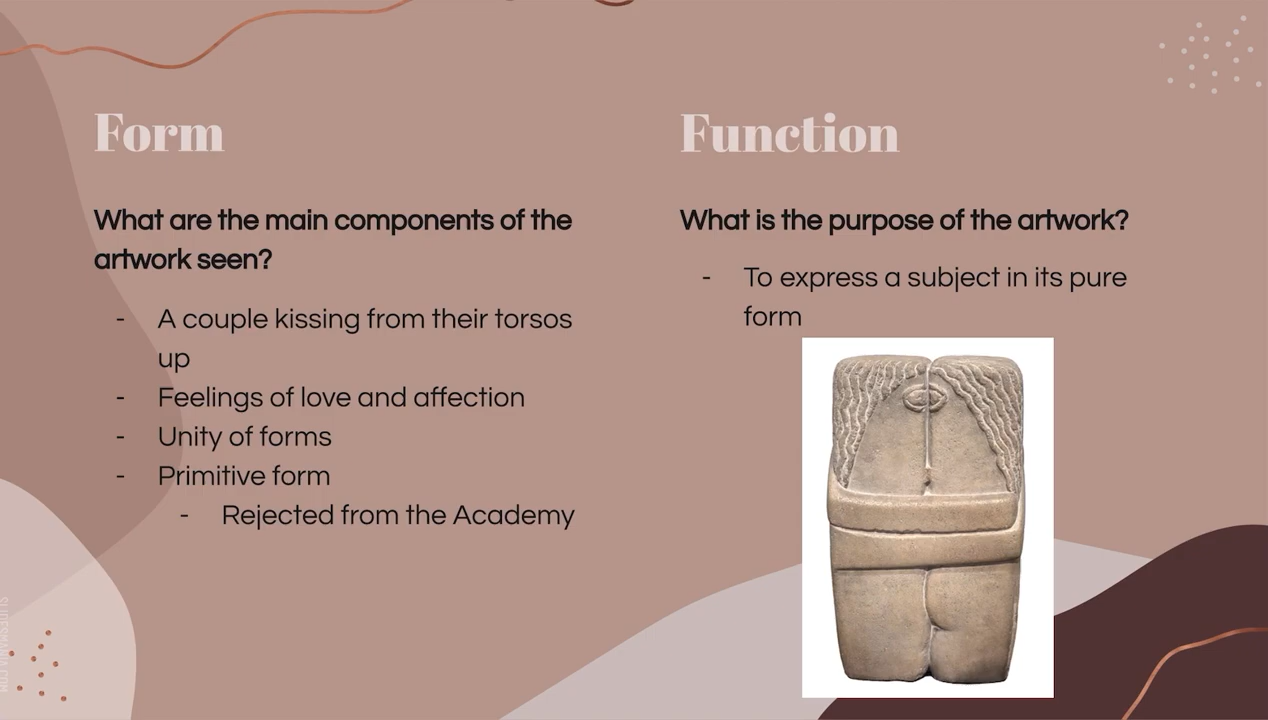 Form
What are the main components of the
artwork seen?
- A couple kissing from their torsos
up
- Feelings of love and affection
- Unity of forms
- Primitive form
- Rejected from the Academy
Function
What is the purpose of the artwork?
- To express a subject in its pure
form
SLIDESMANIA.COM